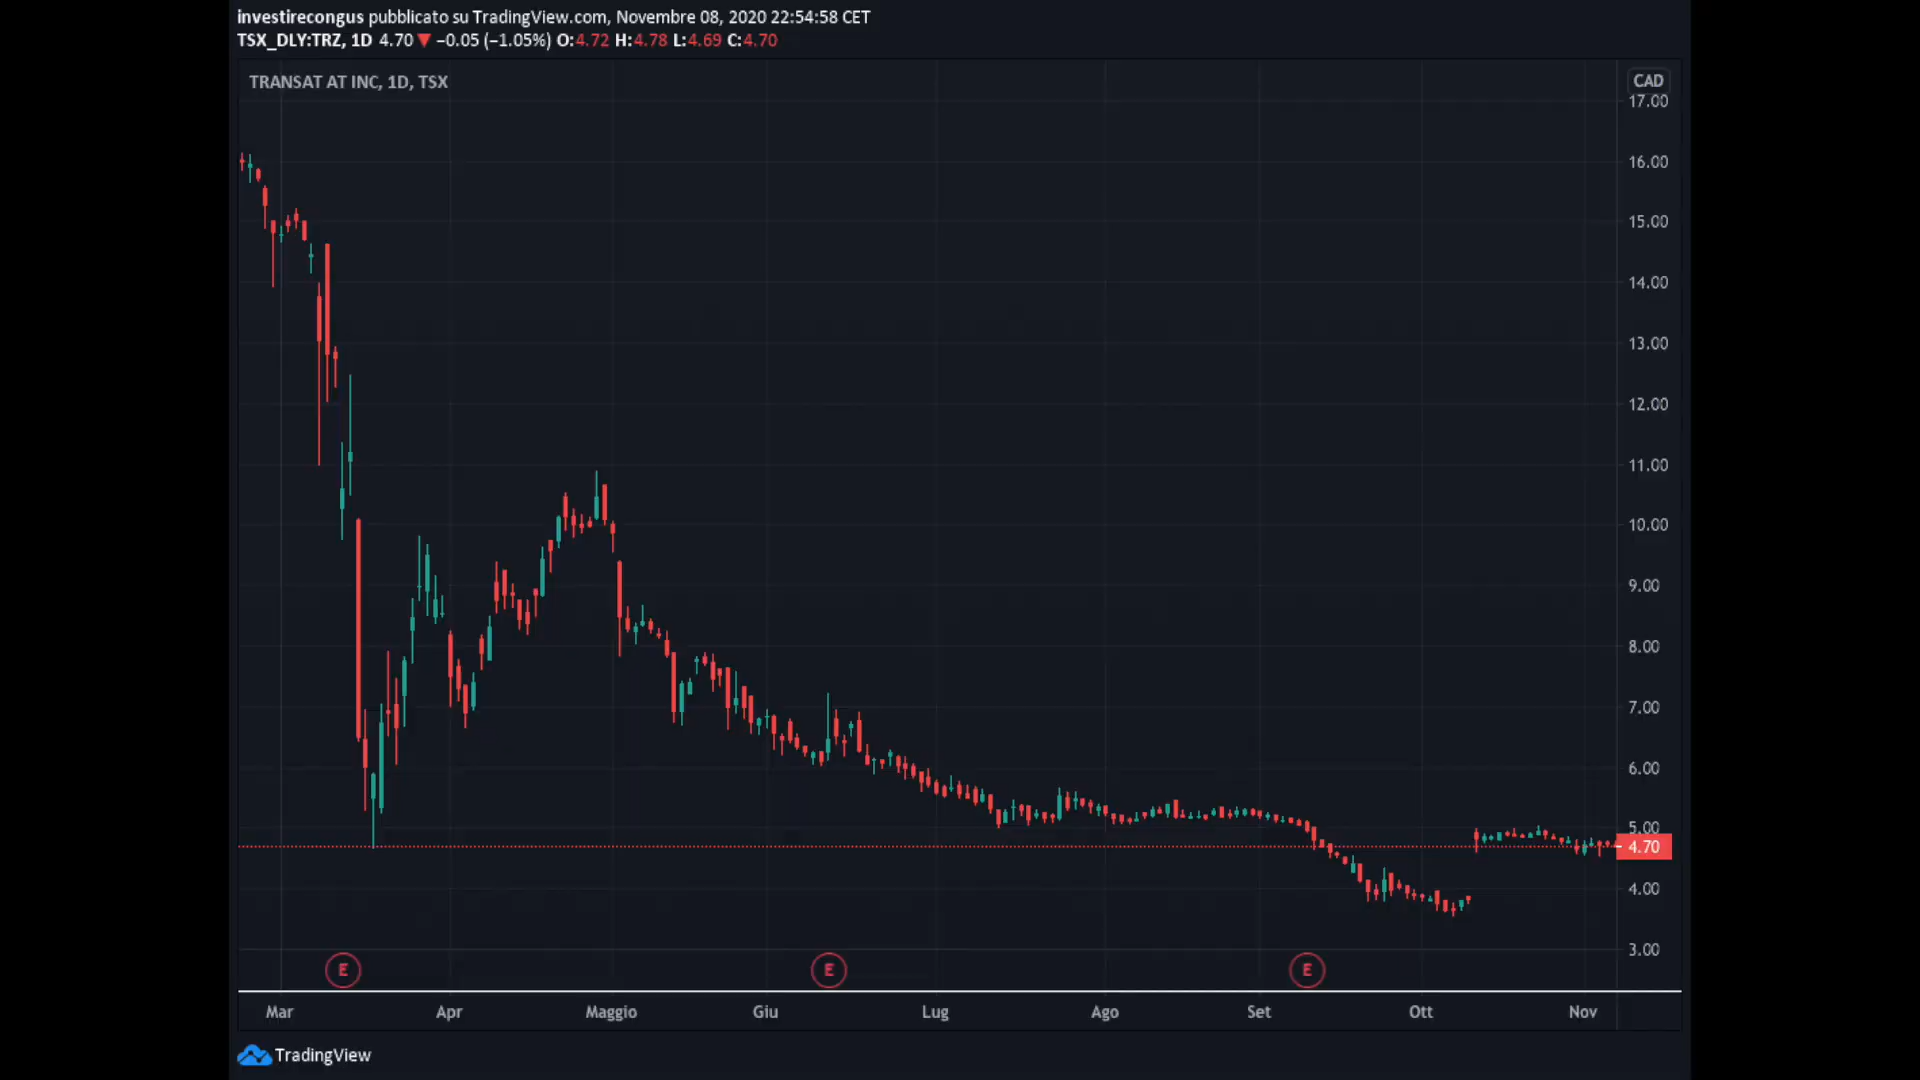 investirecongus pubblicato su TradingView.com, Novembre 08, 2020 22:54:58 CET
TSX_DLY:TRZ, 1D 4.70 ▼ −0.05 (−1.05%) O:4.72 H:4.78 L:4.69 C:4.70
TRANSAT AT INC, 1D, TSX
CAD
17.00
16.00
15.00
14.00
13.00
12.00
11.00
10.00
9.00
8.00
7.00
6.00
5.00
4.70
4.00
3.00
E E E
Mar Apr Maggio Giu Lug Ago Set Ott Nov
TradingView